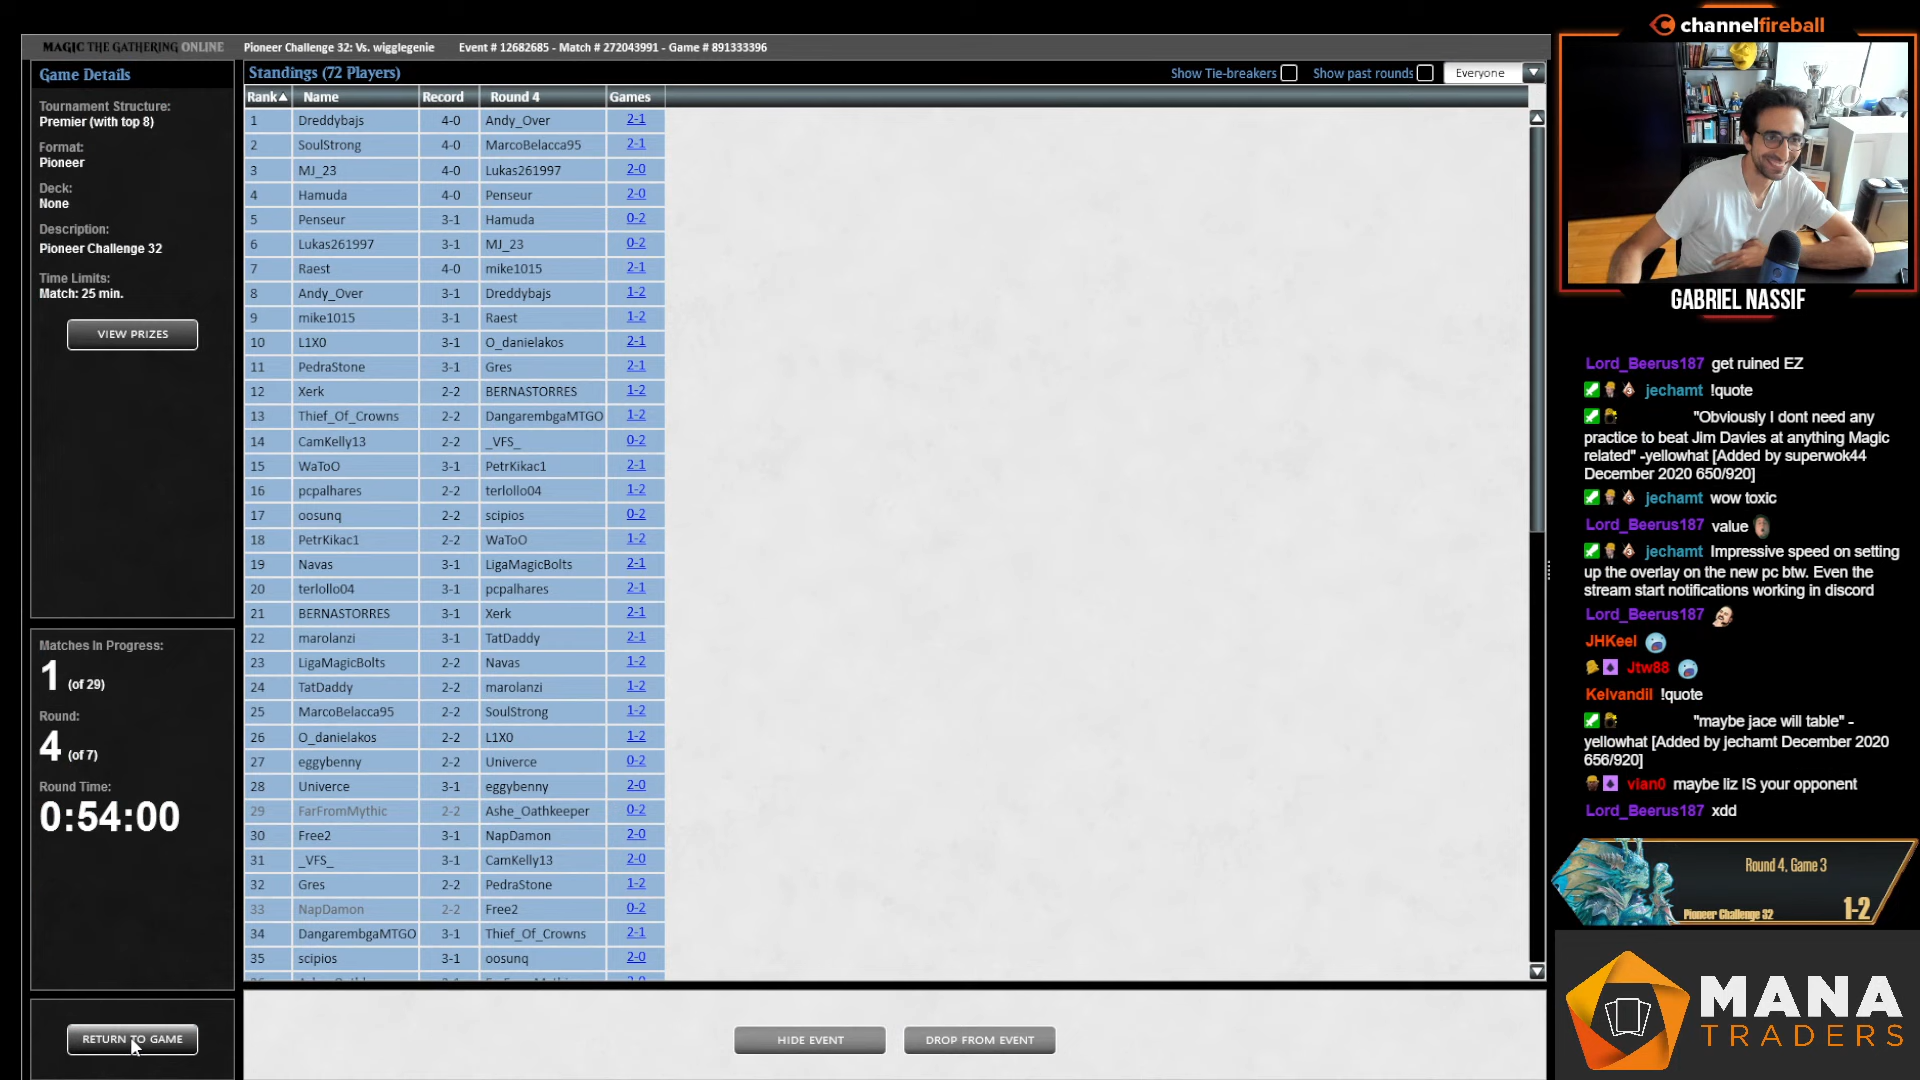 channelfireball
MAGIC THE GATHERING ONLINE
Pioneer Challenge 32: Vs. wigglegenie Event # 12682685 - Match # 272043991 - Game # 891333396
Game Details
Tournament Structure:
Premier (with top 8)
Format:
Pioneer
Deck:
None
Description:
Pioneer Challenge 32
Time Limits:
Match: 25 min.
VIEW PRIZES
Matches In Progress:
1 (of 29)
Round:
4 (of 7)
Round Time:
0:54:00
RETURN TO GAME
Standings (72 Players) Show Tie-breakers Show past rounds Everyone
Rank Name Record Round 4 Games
1 Dreddybajs 4-0 Andy_Over 2-1
2 SoulStrong 4-0 MarcoBelacca95 2-1
3 MJ_23 4-0 Lukas261997 2-0
4 Hamuda 4-0 Penseur 2-0
5 Penseur 3-1 Hamuda 0-2
6 Lukas261997 3-1 MJ_23 0-2
7 Raest 4-0 mike1015 2-1
8 Andy_Over 3-1 Dreddybajs 1-2
9 mike1015 3-1 Raest 1-2
10 L1X0 3-1 O_danielakos 2-1
11 PedraStone 3-1 Gres 2-1
12 Xerk 2-2 BERNASTORRES 1-2
13 Thief_Of_Crowns 2-2 DangarembgaMTGO 1-2
14 CamKelly13 2-2 _VFS_ 0-2
15 WaToO 3-1 PetrKikac1 2-1
16 pcpalhares 2-2 terlollo04 1-2
17 oosunq 2-2 scipios 0-2
18 PetrKikac1 2-2 WaToO 1-2
19 Navas 3-1 LigaMagicBolts 2-1
20 terlollo04 3-1 pcpalhares 2-1
21 BERNASTORRES 3-1 Xerk 2-1
22 marolanzi 3-1 TatDaddy 2-1
23 LigaMagicBolts 2-2 Navas 1-2
24 TatDaddy 2-2 marolanzi 1-2
25 MarcoBelacca95 2-2 SoulStrong 1-2
26 O_danielakos 2-2 L1X0 1-2
27 eggybenny 2-2 Univerce 0-2
28 Univerce 3-1 eggybenny 2-0
29 FarFromMythic 2-2 Ashe_Oathkeeper 0-2
30 Free2 3-1 NapDamon 2-0
31 _VFS_ 3-1 CamKelly13 2-0
32 Gres 2-2 PedraStone 1-2
33 NapDamon 2-2 Free2 0-2
34 DangarembgaMTGO 3-1 Thief_Of_Crowns 2-1
35 scipios 3-1 oosunq 2-0
HIDE EVENT DROP FROM EVENT
GABRIEL NASSIF
Lord_Beerus187 get ruined EZ
jechamt !quote
"Obviously I dont need any
practice to beat Jim Davies at anything Magic
related" -yellowhat [Added by superwok44
December 2020 650/920]
jechamt wow toxic
Lord_Beerus187 value
jechamt Impressive speed on setting
up the overlay on the new pc btw. Even the
stream start notifications working in discord
Lord_Beerus187
JHKeel
Jtw88
Kelvandil !quote
"maybe jace will table" -
yellowhat [Added by jechamt December 2020
656/920]
vlan0 maybe liz IS your opponent
Lord_Beerus187 xdd
Round 4, Game 3
Pioneer Challenge 32 1-2
MANA
TRADERS